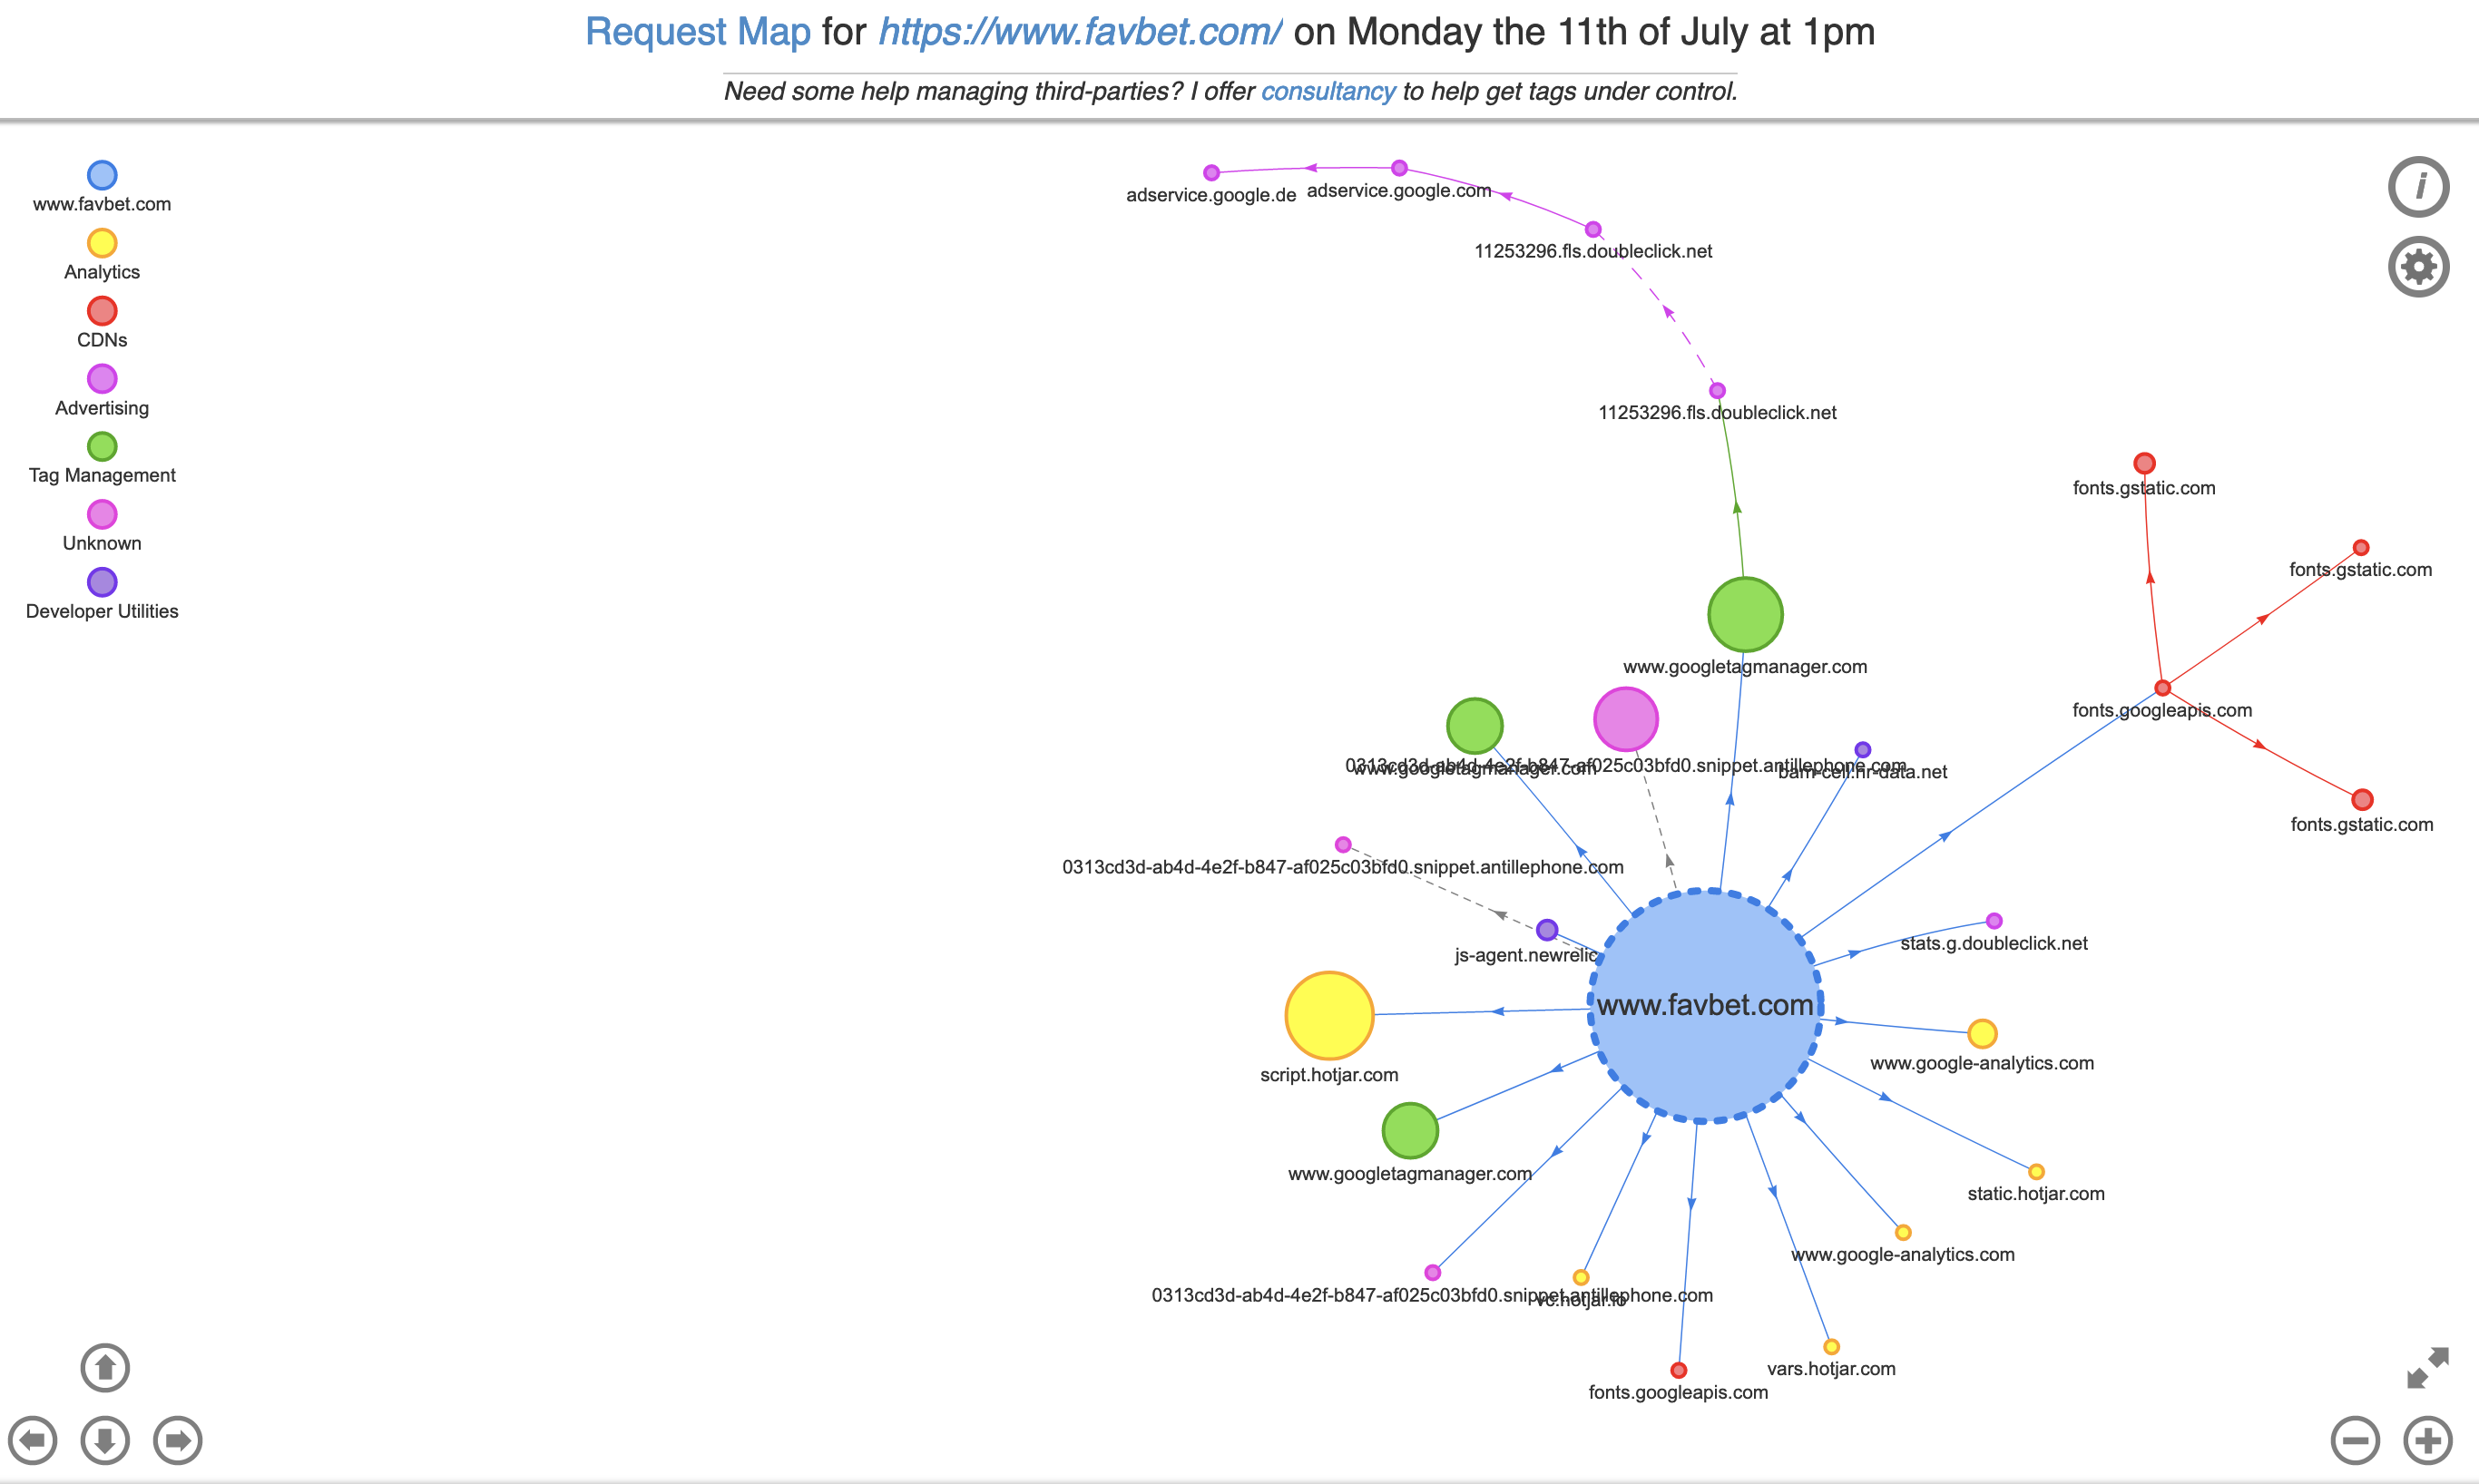 Request Map for https://www.favbet.com/ on Monday the 11th of July at 1pm
Need some help managing third-parties? I offer consultancy to help get tags under control.
www.favbet.com
Analytics
CDNs
Advertising
Tag Management
Unknown
Developer Utilities
i
adservice.google.de
adservice.google.com
11253296.fls.doubleclick.net
11253296.fls.doubleclick.net
fonts.gstatic.com
fonts.gstatic.com
www.googletagmanager.com
fonts.googleapis.com
0313cd3d-ab4d-4e2f-b847-af025c03bfd0.snippet.antillephone.com
www.googletagmanager.com
bam-cell.nr-data.net
fonts.gstatic.com
0313cd3d-ab4d-4e2f-b847-af025c03bfd0.snippet.antillephone.com
stats.g.doubleclick.net
js-agent.newrelic
www.favbet.com
www.google-analytics.com
script.hotjar.com
www.googletagmanager.com
static.hotjar.com
www.google-analytics.com
0313cd3d-ab4d-4e2f-b847-af025c03bfd0.snippet.antillephone.com
vc.hotjar.io
vars.hotjar.com
fonts.googleapis.com